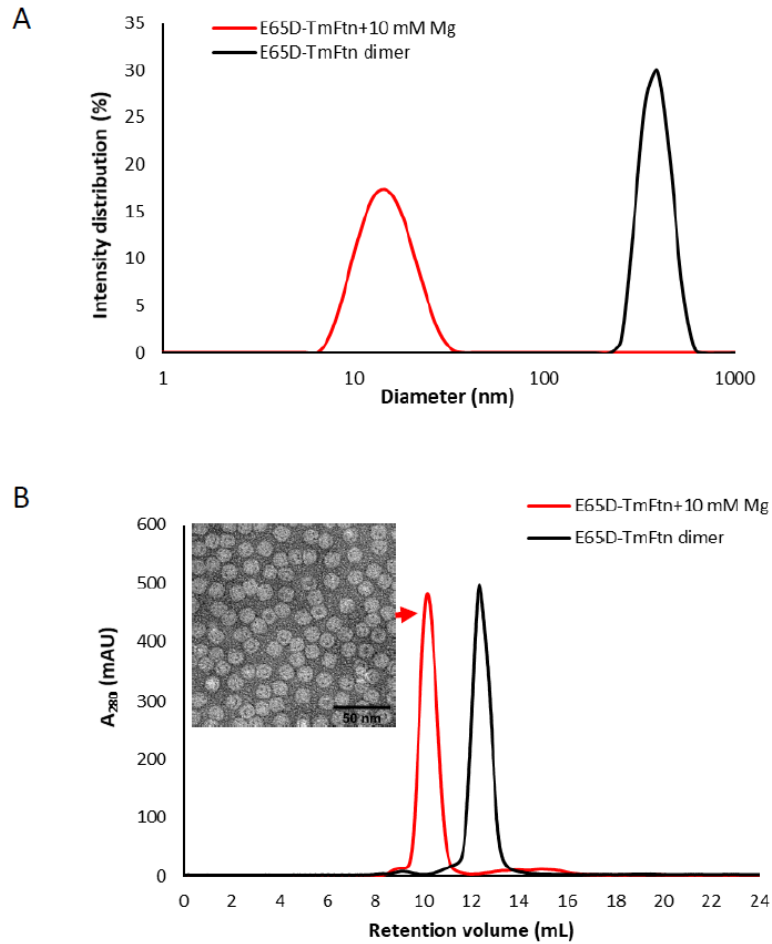 A
E65D-TmFtn+10 mM Mg
E65D-TmFtn dimer
35
30
25
20
15
10
5
0
Intensity distribution (%)
1 10 100 1000
Diameter (nm)
B
E65D-TmFtn+10 mM Mg
E65D-TmFtn dimer
600
500
400
300
200
100
0
A280 (mAU)
50 nm
0 2 4 6 8 10 12 14 16 18 20 22 24
Retention volume (mL)